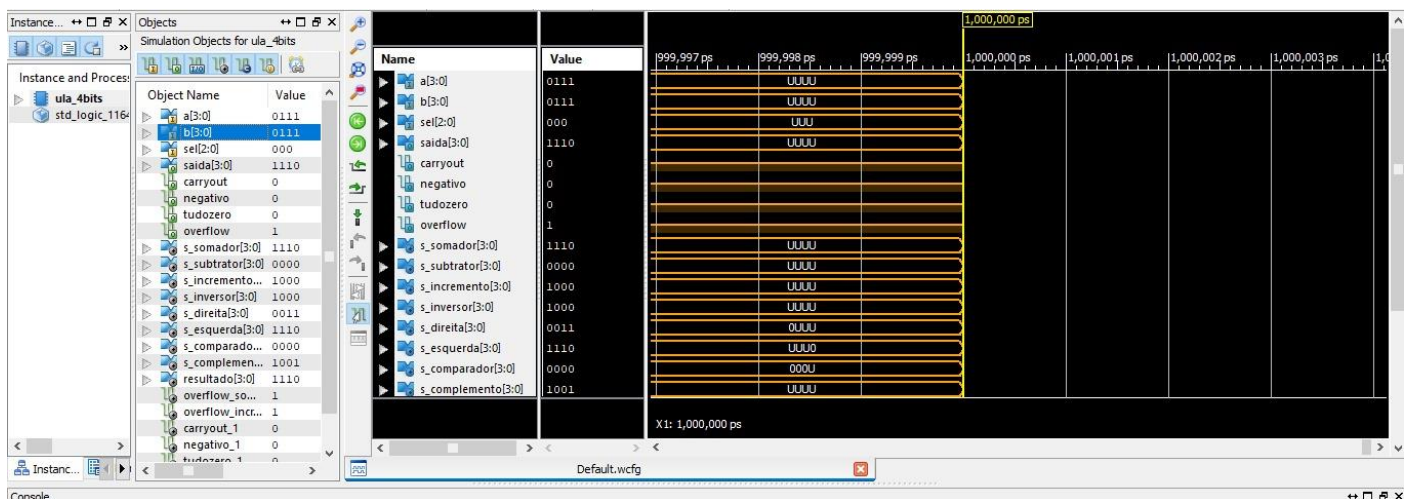 Instance...
Objects
Simulation Objects for ula_4bits
Instance and Proces
ula_4bits
std_logic_1164
Object Name Value
a[3:0] 0111
b[3:0] 0111
sel[2:0] 000
saida[3:0] 1110
carryout 0
negativo 0
tudozero 0
overflow 1
s_somador[3:0] 1110
s_subtrator[3:0] 0000
s_incremento... 1000
s_inversor[3:0] 1000
s_direita[3:0] 0011
s_esquerda[3:0] 1110
s_comparado... 0000
s_complemen... 1001
resultado[3:0] 1110
overflow_so... 1
overflow_incr... 1
carryout_1 0
negativo_1 0
tudozero_1 0
Instanc...
1,000,000 ps
Name Value
999,997 ps 999,998 ps 999,999 ps 1,000,000 ps 1,000,001 ps 1,000,002 ps 1,000,003 ps
a[3:0] 0111 UUUU
b[3:0] 0111 UUUU
sel[2:0] 000 UUU
saida[3:0] 1110 UUUU
carryout 0
negativo 0
tudozero 0
overflow 1
s_somador[3:0] 1110 UUUU
s_subtrator[3:0] 0000 UUUU
s_incremento[3:0] 1000 UUUU
s_inversor[3:0] 1000 UUUU
s_direita[3:0] 0011 0UUU
s_esquerda[3:0] 1110 UUU0
s_comparador[3:0] 0000 000U
s_complemento[3:0] 1001 UUUU
X1: 1,000,000 ps
Default.wcfg
Console